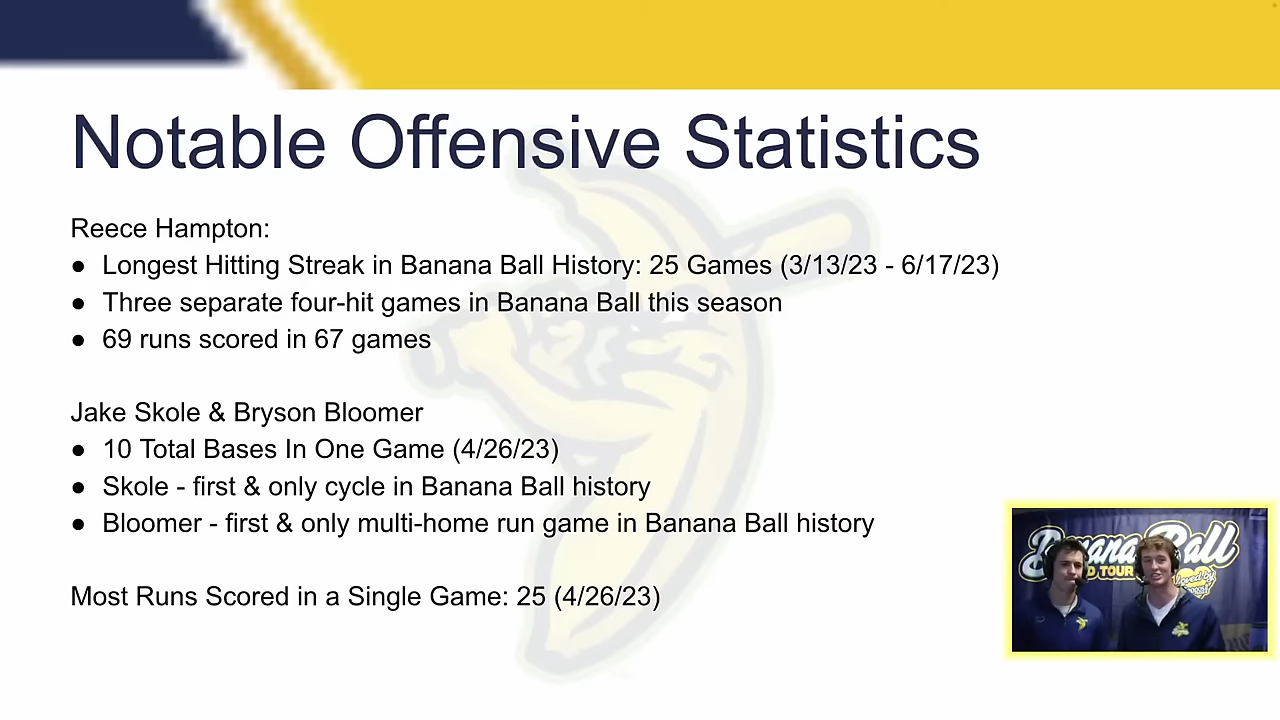 Notable Offensive Statistics
Reece Hampton:
● Longest Hitting Streak in Banana Ball History: 25 Games (3/13/23 - 6/17/23)
● Three separate four-hit games in Banana Ball this season
● 69 runs scored in 67 games
Jake Skole & Bryson Bloomer
● 10 Total Bases In One Game (4/26/23)
● Skole - first & only cycle in Banana Ball history
● Bloomer - first & only multi-home run game in Banana Ball history
Most Runs Scored in a Single Game: 25 (4/26/23)
Banana Ball
D TOUR